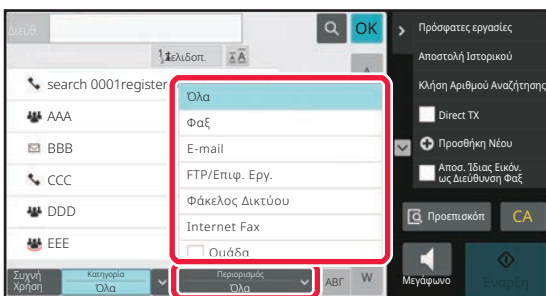 Διευθ.
OK
1 Σελιδοπ.
search 0001register
AAA
BBB
CCC
DDD
EEE
Όλα
Φαξ
E-mail
FTP/Επιφ. Εργ.
Φάκελος Δικτύου
Internet Fax
Ομάδα
Συχνή
Χρήση
Κατηγορία
Όλα
Περιορισμός
Όλα
ΑΒΓ
W
Πρόσφατες εργασίες
Αποστολή Ιστορικού
Κλήση Αριθμού Αναζήτησης
Direct TX
Προσθήκη Νέου
Αποσ. Ίδιας Εικόν.
ως Διεύθυνση Φαξ
Προεπισκόπ
CA
Μεγάφωνο
Έναρξη